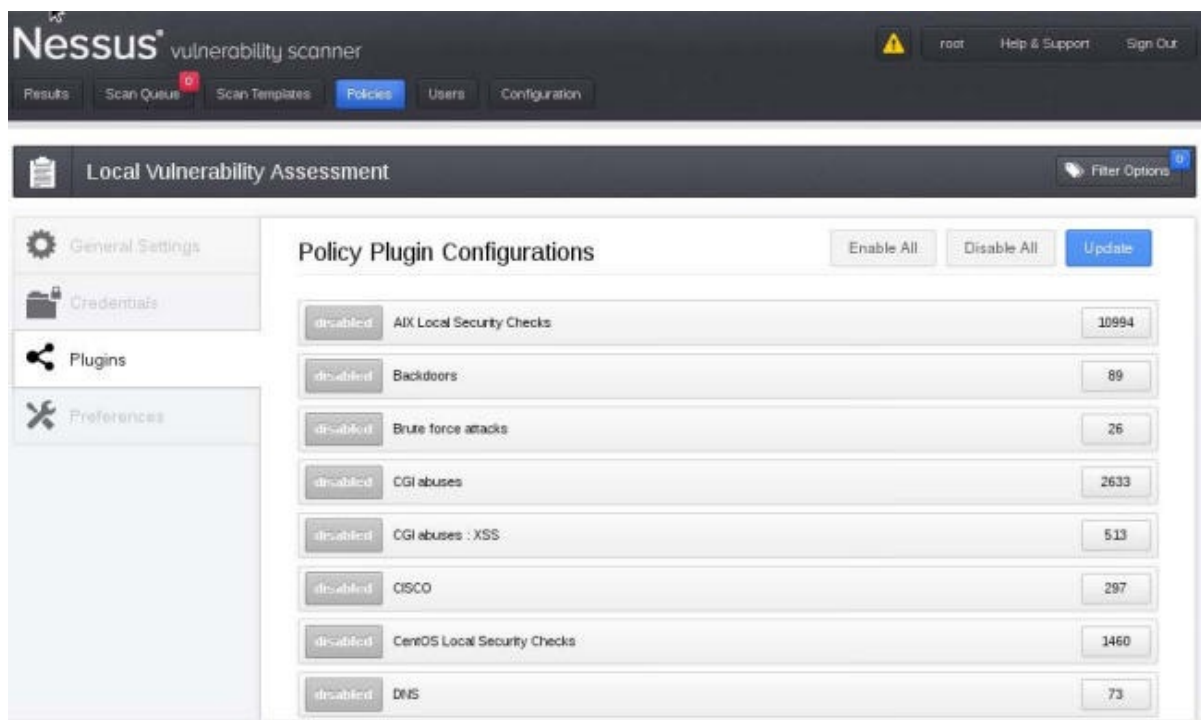 Nessus vulnerability scanner
root Help & Support Sign Out
0
Results Scan Queue Scan Templates Policies Users Configuration
0
Local Vulnerability Assessment Filter Options
General Settings
Policy Plugin Configurations Enable All Disable All Update
Credentials
disabled AIX Local Security Checks 10994
Plugins
disabled Backdoors 89
Preferences
disabled Brute force attacks 26
disabled CGI abuses 2633
disabled CGI abuses : XSS 513
disabled CISCO 297
disabled CentOS Local Security Checks 1460
disabled DNS 73